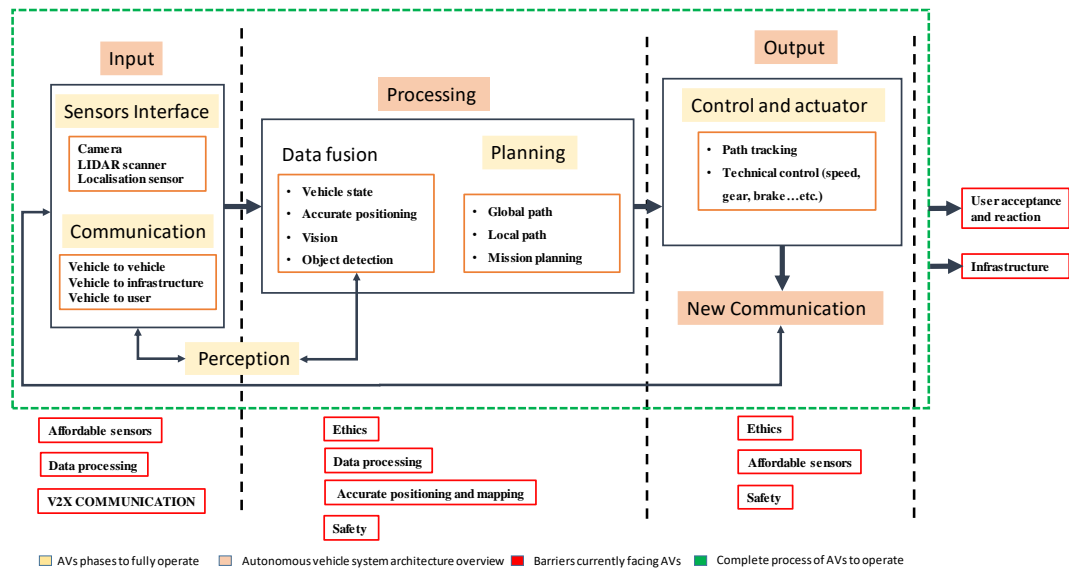 Input
Sensors Interface
Camera
LIDAR scanner
Localisation sensor
Communication
Vehicle to vehicle
Vehicle to infrastructure
Vehicle to user
Perception
Processing
Data fusion
• Vehicle state
• Accurate positioning
• Vision
• Object detection
Planning
• Global path
• Local path
• Mission planning
Output
Control and actuator
• Path tracking
• Technical control (speed,
gear, brake ...etc.)
New Communication
User acceptance
and reaction
Infrastructure
Affordable sensors
Data processing
V2X COMMUNICATION
Ethics
Data processing
Accurate positioning and mapping
Safety
Ethics
Affordable sensors
Safety
AVs phases to fully operate
Autonomous vehicle system architecture overview
Barriers currently facing AVs
Complete process of AVs to operate